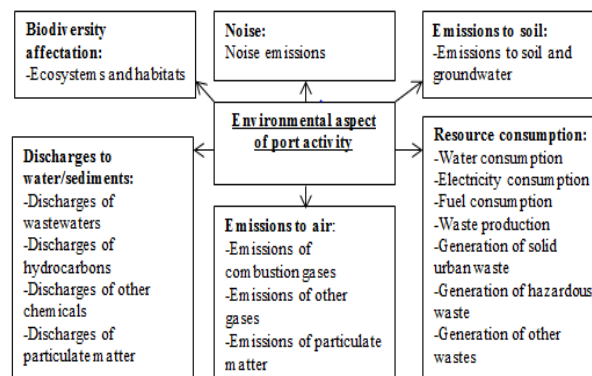 Biodiversity
affectation:
-Ecosystems and habitats
Noise:
Noise emissions
Emissions to soil:
-Emissions to soil and
groundwater
Environmental aspect
of port activity
Discharges to
water/sediments:
-Discharges of
wastewaters
-Discharges of
hydrocarbons
-Discharges of other
chemicals
-Discharges of
particulate matter
Emissions to air:
-Emissions of
combustion gases
-Emissions of other
gases
-Emissions of particulate
matter
Resource consumption:
-Water consumption
-Electricity consumption
-Fuel consumption
-Waste production
-Generation of solid
urban waste
-Generation of hazardous
waste
-Generation of other
wastes